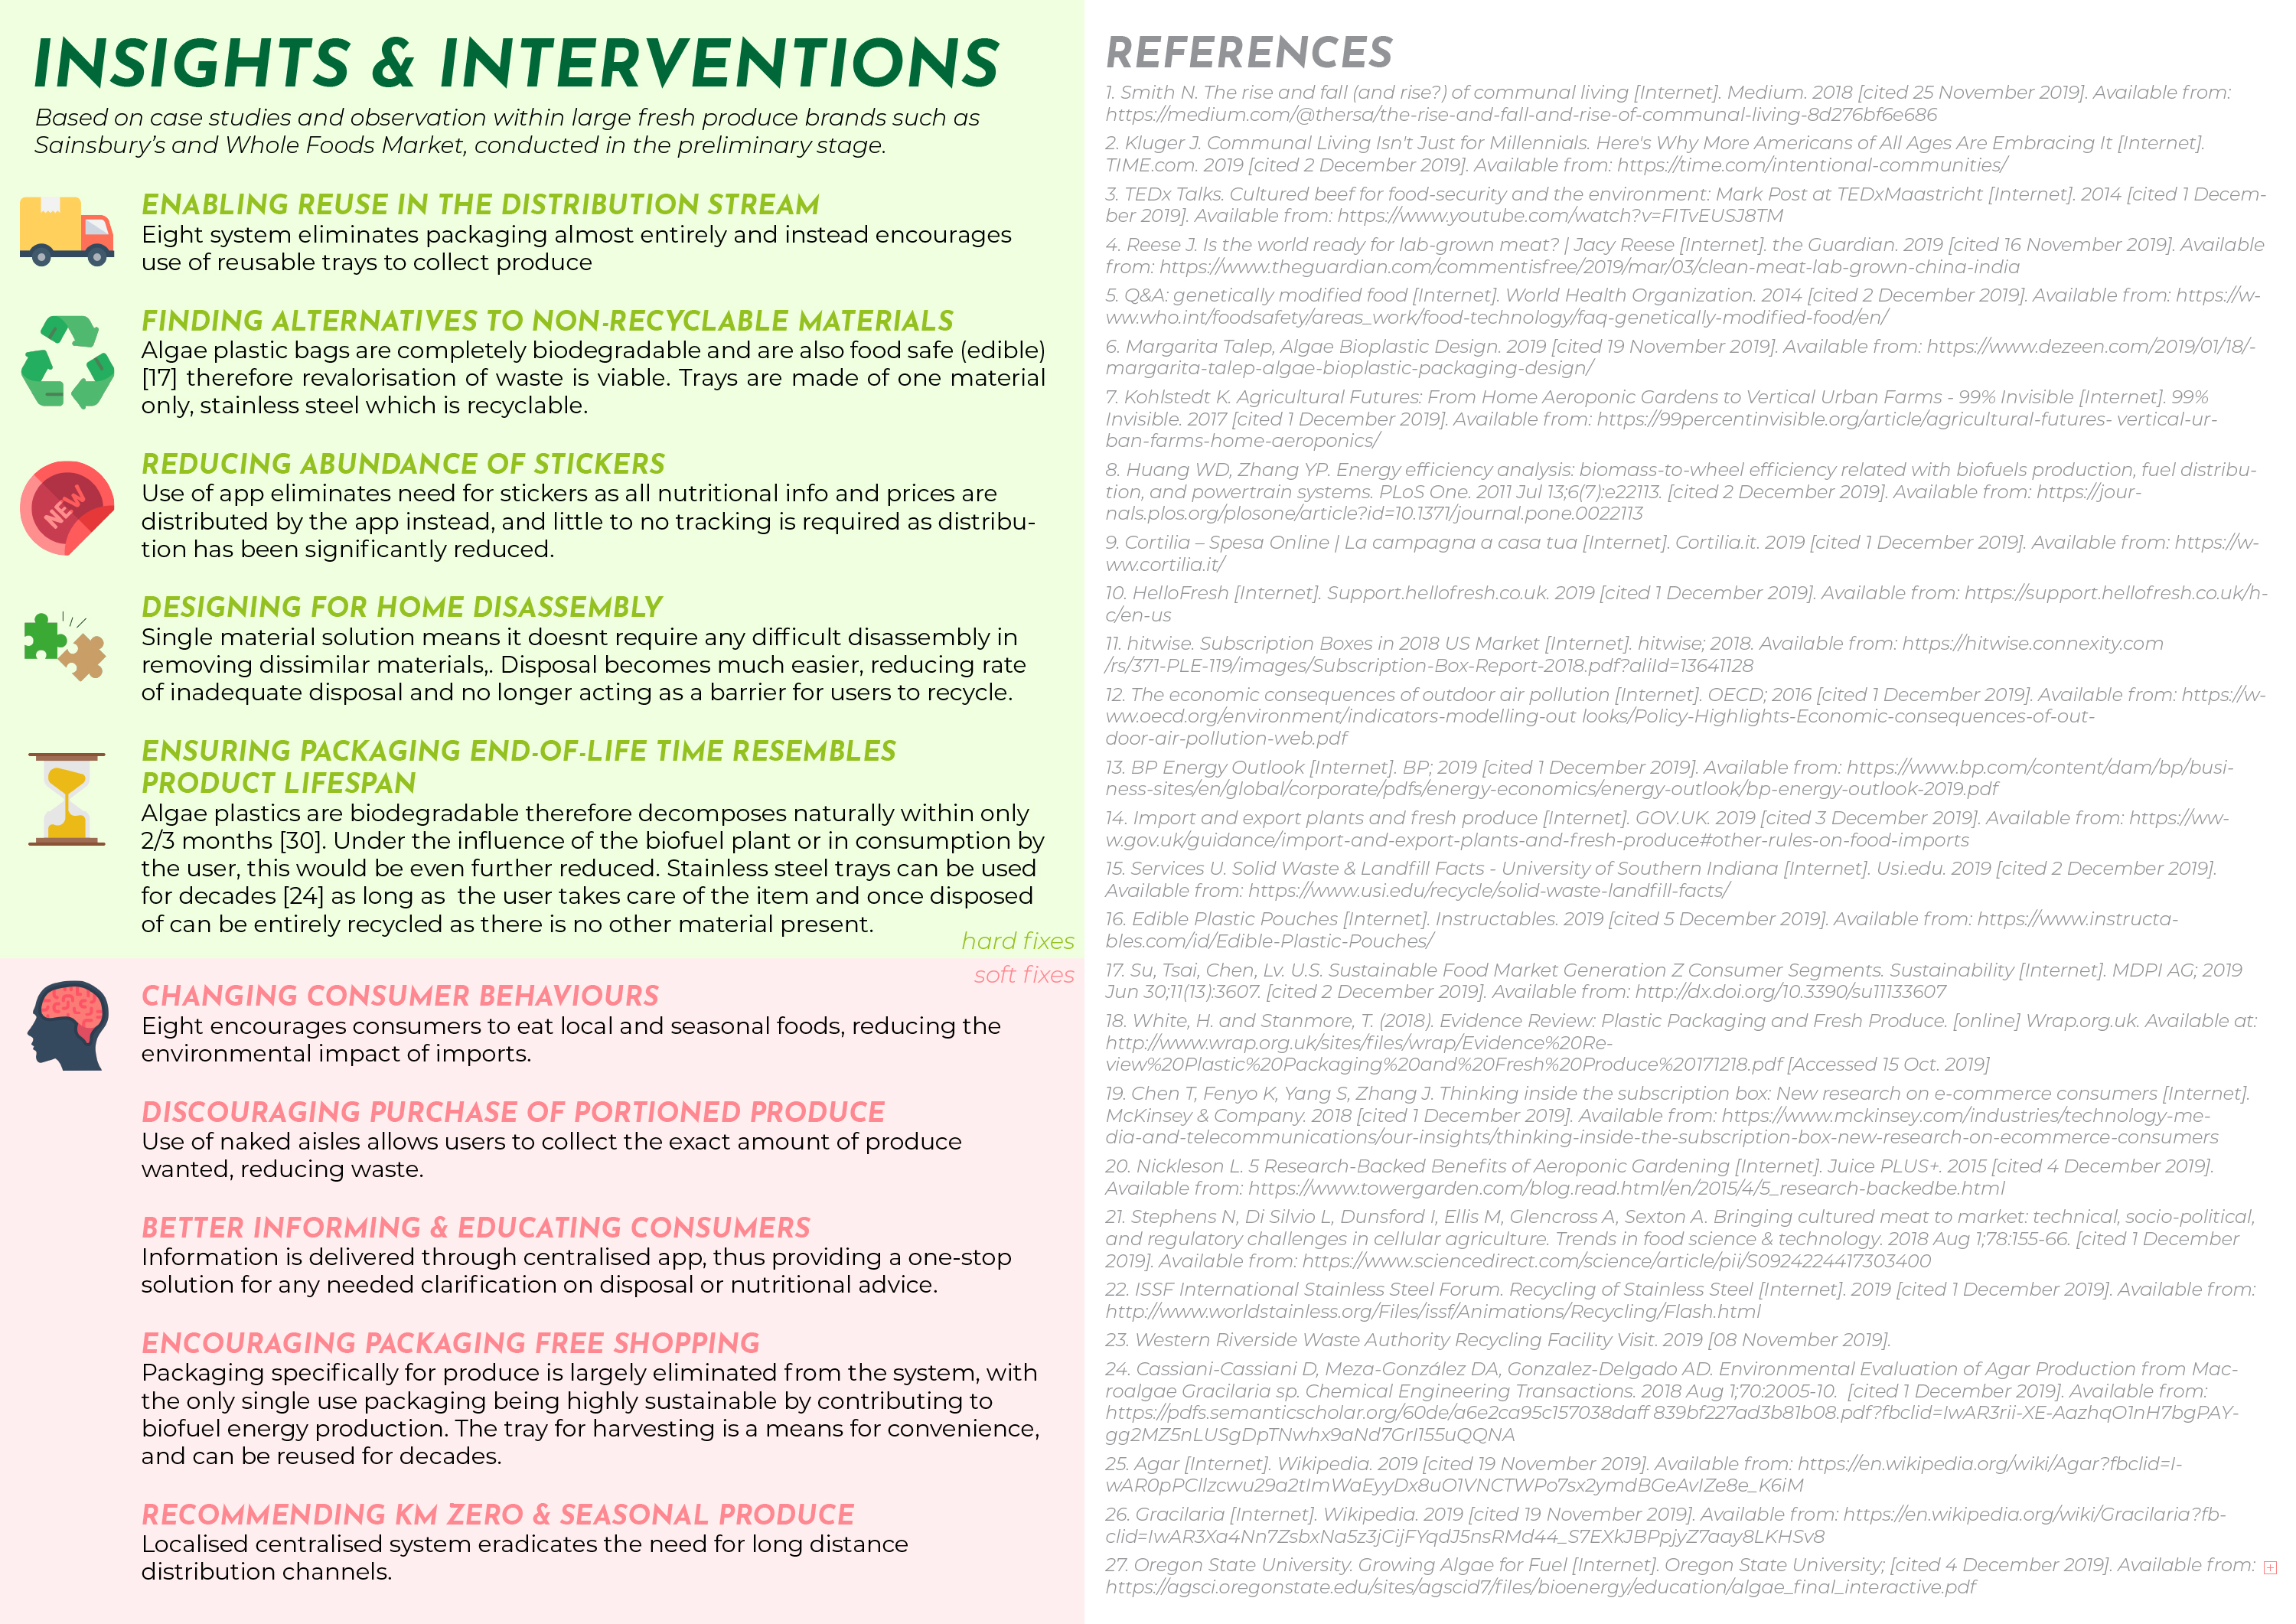 INSIGHTS & INTERVENTIONS
Based on case studies and observation within large fresh produce brands such as
Sainsbury's and Whole Foods Market, conducted in the preliminary stage.
ENABLING REUSE IN THE DISTRIBUTION STREAM
Eight system eliminates packaging almost entirely and instead encourages
use of reusable trays to collect produce
FINDING ALTERNATIVES TO NON-RECYCLABLE MATERIALS
Algae plastic bags are completely biodegradable and are also food safe (edible)
[17] therefore revalorisation of waste is viable. Trays are made of one material
only, stainless steel which is recyclable.
NEW
REDUCING ABUNDANCE OF STICKERS
Use of app eliminates need for stickers as all nutritional info and prices are
distributed by the app instead, and little to no tracking is required as distribu-
tion has been significantly reduced.
DESIGNING FOR HOME DISASSEMBLY
Single material solution means it doesnt require any difficult disassembly in
removing dissimilar materials,. Disposal becomes much easier, reducing rate
of inadequate disposal and no longer acting as a barrier for users to recycle.
ENSURING PACKAGING END-OF-LIFE TIME RESEMBLES
PRODUCT LIFESPAN
Algae plastics are biodegradable therefore decomposes naturally within only
2/3 months [30]. Under the influence of the biofuel plant or in consumption by
the user, this would be even further reduced. Stainless steel trays can be used
for decades [24] as long as  the user takes care of the item and once disposed
of can be entirely recycled as there is no other material present.
hard fixes
soft fixes
CHANGING CONSUMER BEHAVIOURS
Eight encourages consumers to eat local and seasonal foods, reducing the
environmental impact of imports.
DISCOURAGING PURCHASE OF PORTIONED PRODUCE
Use of naked aisles allows users to collect the exact amount of produce
wanted, reducing waste.
BETTER INFORMING & EDUCATING CONSUMERS
Information is delivered through centralised app, thus providing a one-stop
solution for any needed clarification on disposal or nutritional advice.
ENCOURAGING PACKAGING FREE SHOPPING
Packaging specifically for produce is largely eliminated from the system, with
the only single use packaging being highly sustainable by contributing to
biofuel energy production. The tray for harvesting is a means for convenience,
and can be reused for decades.
RECOMMENDING KM ZERO & SEASONAL PRODUCE
Localised centralised system eradicates the need for long distance
distribution channels.
REFERENCES
1. Smith N. The rise and fall (and rise?) of communal living [Internet]. Medium. 2018 [cited 25 November 2019]. Available from:
https://medium.com/@thersa/the-rise-and-fall-and-rise-of-communal-living-8d276bf6e686
2. Kluger J. Communal Living Isn't Just for Millennials. Here's Why More Americans of All Ages Are Embracing It [Internet].
TIME.com. 2019 [cited 2 December 2019]. Available from: https://time.com/intentional-communities/
3. TEDx Talks. Cultured beef for food-security and the environment: Mark Post at TEDxMaastricht [Internet]. 2014 [cited 1 Decem-
ber 2019]. Available from: https://www.youtube.com/watch?v=FITvEUSJ8TM
4. Reese J. Is the world ready for lab-grown meat? | Jacy Reese [Internet]. the Guardian. 2019 [cited 16 November 2019]. Available
from: https://www.theguardian.com/commentisfree/2019/mar/03/clean-meat-lab-grown-china-india
5. Q&A: genetically modified food [Internet]. World Health Organization. 2014 [cited 2 December 2019]. Available from: https://w-
ww.who.int/foodsafety/areas_work/food-technology/faq-genetically-modified-food/en/
6. Margarita Talep, Algae Bioplastic Design. 2019 [cited 19 November 2019]. Available from: https://www.dezeen.com/2019/01/18/-
margarita-talep-algae-bioplastic-packaging-design/
7. Kohlstedt K. Agricultural Futures: From Home Aeroponic Gardens to Vertical Urban Farms - 99% Invisible [Internet]. 99%
Invisible. 2017 [cited 1 December 2019]. Available from: https://99percentinvisible.org/article/agricultural-futures- vertical-ur-
ban-farms-home-aeroponics/
8. Huang WD, Zhang YP. Energy efficiency analysis: biomass-to-wheel efficiency related with biofuels production, fuel distribu-
tion, and powertrain systems. PLoS One. 2011 Jul 13;6(7):e22113. [cited 2 December 2019]. Available from: https://jour-
nals.plos.org/plosone/article?id=10.1371/journal.pone.0022113
9. Cortilia – Spesa Online | La campagna a casa tua [Internet]. Cortilia.it. 2019 [cited 1 December 2019]. Available from: https://w-
ww.cortilia.it/
10. HelloFresh [Internet]. Support.hellofresh.co.uk. 2019 [cited 1 December 2019]. Available from: https://support.hellofresh.co.uk/h-
c/en-us
11. hitwise. Subscription Boxes in 2018 US Market [Internet]. hitwise; 2018. Available from: https://hitwise.connexity.com
/rs/371-PLE-119/images/Subscription-Box-Report-2018.pdf?aliId=13641128
12. The economic consequences of outdoor air pollution [Internet]. OECD; 2016 [cited 1 December 2019]. Available from: https://w-
ww.oecd.org/environment/indicators-modelling-out looks/Policy-Highlights-Economic-consequences-of-out-
door-air-pollution-web.pdf
13. BP Energy Outlook [Internet]. BP; 2019 [cited 1 December 2019]. Available from: https://www.bp.com/content/dam/bp/busi-
ness-sites/en/global/corporate/pdfs/energy-economics/energy-outlook/bp-energy-outlook-2019.pdf
14. Import and export plants and fresh produce [Internet]. GOV.UK. 2019 [cited 3 December 2019]. Available from: https://ww-
w.gov.uk/guidance/import-and-export-plants-and-fresh-produce#other-rules-on-food-imports
15. Services U. Solid Waste & Landfill Facts - University of Southern Indiana [Internet]. Usi.edu. 2019 [cited 2 December 2019].
Available from: https://www.usi.edu/recycle/solid-waste-landfill-facts/
16. Edible Plastic Pouches [Internet]. Instructables. 2019 [cited 5 December 2019]. Available from: https://www.instructa-
bles.com/id/Edible-Plastic-Pouches/
17. Su, Tsai, Chen, Lv. U.S. Sustainable Food Market Generation Z Consumer Segments. Sustainability [Internet]. MDPI AG; 2019
Jun 30;11(13):3607. [cited 2 December 2019]. Available from: http://dx.doi.org/10.3390/su11133607
18. White, H. and Stanmore, T. (2018). Evidence Review: Plastic Packaging and Fresh Produce. [online] Wrap.org.uk. Available at:
http://www.wrap.org.uk/sites/files/wrap/Evidence%20Re-
view%20Plastic%20Packaging%20and%20Fresh%20Produce%20171218.pdf [Accessed 15 Oct. 2019]
19. Chen T, Fenyo K, Yang S, Zhang J. Thinking inside the subscription box: New research on e-commerce consumers [Internet].
McKinsey & Company. 2018 [cited 1 December 2019]. Available from: https://www.mckinsey.com/industries/technology-me-
dia-and-telecommunications/our-insights/thinking-inside-the-subscription-box-new-research-on-ecommerce-consumers
20. Nickleson L. 5 Research-Backed Benefits of Aeroponic Gardening [Internet]. Juice PLUS+. 2015 [cited 4 December 2019].
Available from: https://www.towergarden.com/blog.read.html/en/2015/4/5_research-backedbe.html
21. Stephens N, Di Silvio L, Dunsford I, Ellis M, Glencross A, Sexton A. Bringing cultured meat to market: technical, socio-political,
and regulatory challenges in cellular agriculture. Trends in food science & technology. 2018 Aug 1;78:155-66. [cited 1 December
2019]. Available from: https://www.sciencedirect.com/science/article/pii/S0924224417303400
22. ISSF International Stainless Steel Forum. Recycling of Stainless Steel [Internet]. 2019 [cited 1 December 2019]. Available from:
http://www.worldstainless.org/Files/issf/Animations/Recycling/Flash.html
23. Western Riverside Waste Authority Recycling Facility Visit. 2019 [08 November 2019].
24. Cassiani-Cassiani D, Meza-González DA, Gonzalez-Delgado AD. Environmental Evaluation of Agar Production from Mac-
roalgae Gracilaria sp. Chemical Engineering Transactions. 2018 Aug 1;70:2005-10.  [cited 1 December 2019]. Available from:
https://pdfs.semanticscholar.org/60de/a6e2ca95c157038daff 839bf227ad3b81b08.pdf?fbclid=IwAR3rii-XE-AazhqO1nH7bgPAY-
gg2MZ5nLUSgDpTNwhx9aNd7GrI155uQQNA
25. Agar [Internet]. Wikipedia. 2019 [cited 19 November 2019]. Available from: https://en.wikipedia.org/wiki/Agar?fbclid=I-
wAR0pPCllzcwu29a2tImWaEyyDx8uO1VNCTWPo7sx2ymdBGeAvIZe8e_K6iM
26. Gracilaria [Internet]. Wikipedia. 2019 [cited 19 November 2019]. Available from: https://en.wikipedia.org/wiki/Gracilaria?fb-
clid=IwAR3Xa4Nn7ZsbxNa5z3jCijFYqdJ5nsRMd44_S7EXkJBPpjyZ7aay8LKHSv8
27. Oregon State University. Growing Algae for Fuel [Internet]. Oregon State University; [cited 4 December 2019]. Available from:
https://agsci.oregonstate.edu/sites/agscid7/files/bioenergy/education/algae_final_interactive.pdf